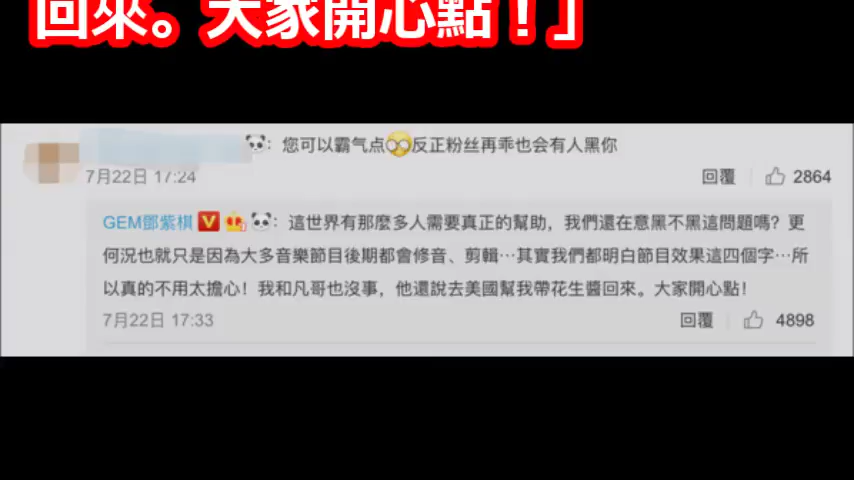 回來。大家開心點！」
：您可以霸气点反正粉丝再乖也会有人黑你
7月22日 17:24
回覆 2864
GEM鄧紫棋 V ：這世界有那麼多人需要真正的幫助，我們還在意黑不黑這問題嗎？更
何況也就只是因為大多音樂節目後期都會修音、剪輯…其實我們都明白節目效果這四個字…所
以真的不用太擔心！我和凡哥也沒事，他還說去美國幫我帶花生醬回來。大家開心點！
7月22日 17:33
回覆 4898